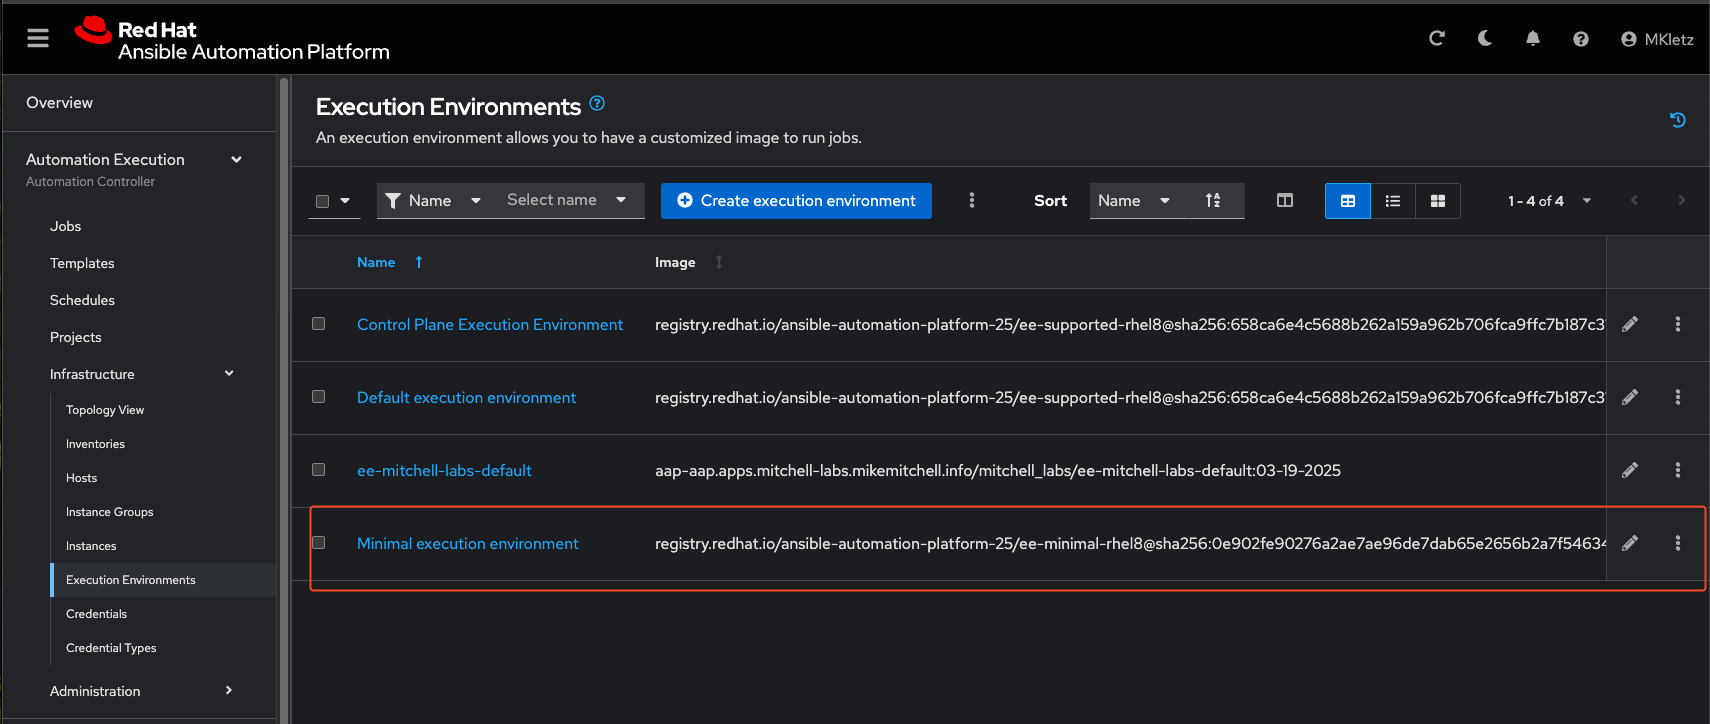 Red Hat
Ansible Automation Platform
MKletz
Overview
Automation Execution
Automation Controller
Jobs
Templates
Schedules
Projects
Infrastructure
Topology View
Inventories
Hosts
Instance Groups
Instances
Execution Environments
Credentials
Credential Types
Administration
Execution Environments
An execution environment allows you to have a customized image to run jobs.
Name Select name Create execution environment Sort Name 1 - 4 of 4
Name Image
Control Plane Execution Environment registry.redhat.io/ansible-automation-platform-25/ee-supported-rhel8@sha256:658ca6e4c5688b262a159a962b706fca9ffc7b187c3
Default execution environment registry.redhat.io/ansible-automation-platform-25/ee-supported-rhel8@sha256:658ca6e4c5688b262a159a962b706fca9ffc7b187c3
ee-mitchell-labs-default aap-aap.apps.mitchell-labs.mikemitchell.info/mitchell_labs/ee-mitchell-labs-default:03-19-2025
Minimal execution environment registry.redhat.io/ansible-automation-platform-25/ee-minimal-rhel8@sha256:0e902fe90276a2ae7ae96de7dab65e2656b2a7f54634